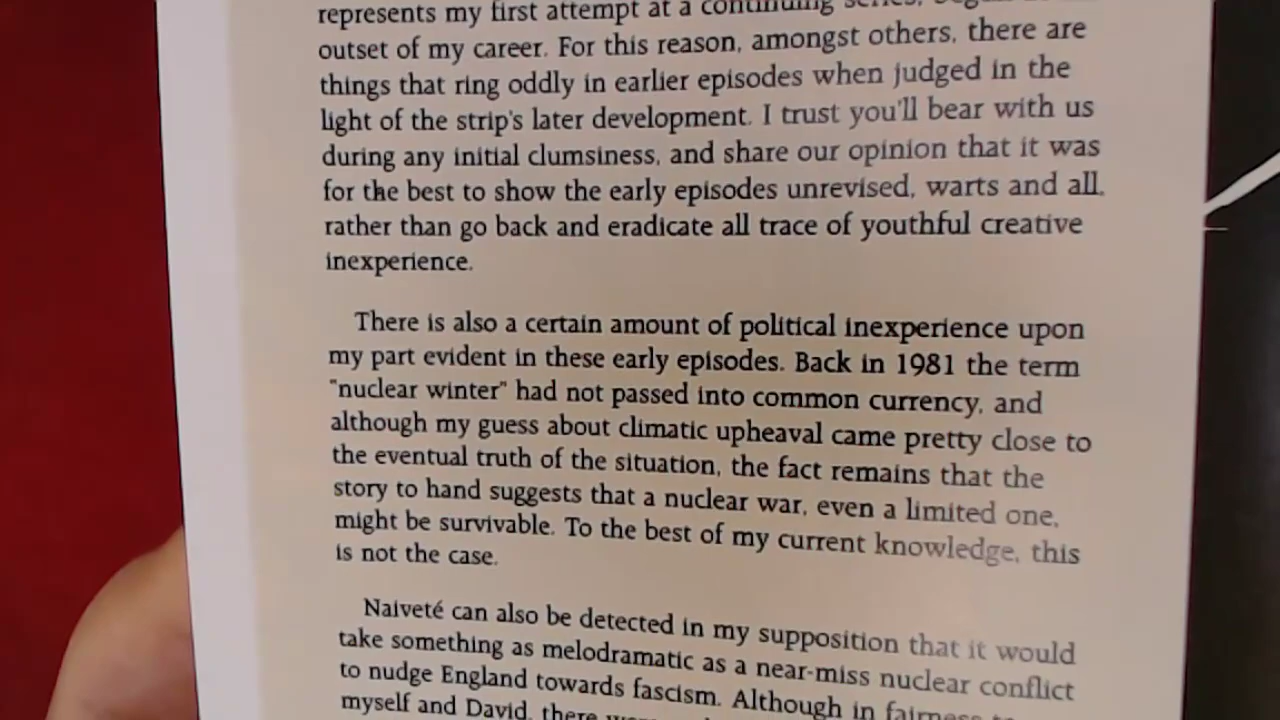 represents my first attempt at a continuing series,
outset of my career. For this reason, amongst others, there are
things that ring oddly in earlier episodes when judged in the
light of the strip's later development. I trust you'll bear with us
during any initial clumsiness, and share our opinion that it was
for the best to show the early episodes unrevised, warts and all,
rather than go back and eradicate all trace of youthful creative
inexperience.
There is also a certain amount of political inexperience upon
my part evident in these early episodes. Back in 1981 the term
"nuclear winter" had not passed into common currency, and
although my guess about climatic upheaval came pretty close to
the eventual truth of the situation, the fact remains that the
story to hand suggests that a nuclear war, even a limited one,
might be survivable. To the best of my current knowledge, this
is not the case.
Naiveté can also be detected in my supposition that it would
take something as melodramatic as a near-miss nuclear conflict
to nudge England towards fascism. Although in fairness to
myself and David, there